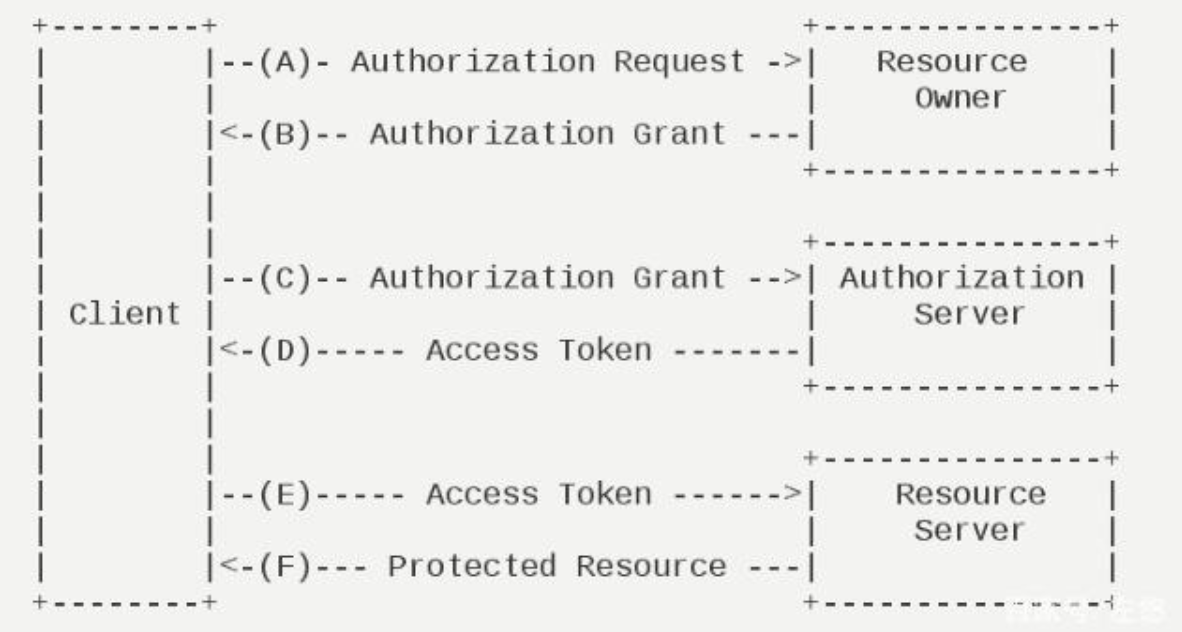 +--------+                               +---------------+
|        |--(A)- Authorization Request ->|   Resource    |
|        |                               |     Owner     |
|        |<-(B)-- Authorization Grant ---|               |
|        |                               +---------------+
|        |
|        |                               +---------------+
|        |--(C)-- Authorization Grant -->| Authorization |
| Client |                               |     Server    |
|        |<-(D)----- Access Token -------|               |
|        |                               +---------------+
|        |
|        |                               +---------------+
|        |--(E)----- Access Token ------>|    Resource   |
|        |                               |     Server    |
|        |<-(F)--- Protected Resource ---|               |
+--------+                               +---------------+